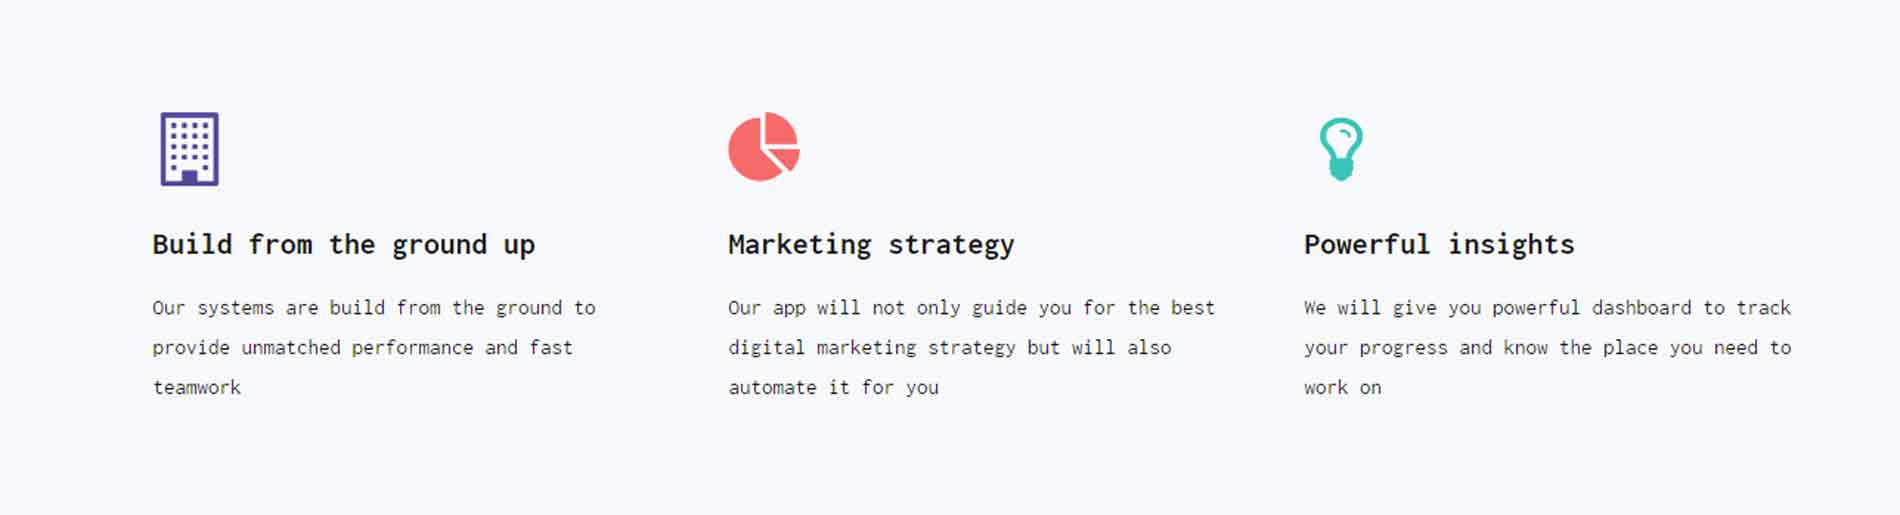 Build from the ground up
Our systems are build from the ground to
provide unmatched performance and fast
teamwork
Marketing strategy
Our app will not only guide you for the best
digital marketing strategy but will also
automate it for you
Powerful insights
We will give you powerful dashboard to track
your progress and know the place you need to
work on